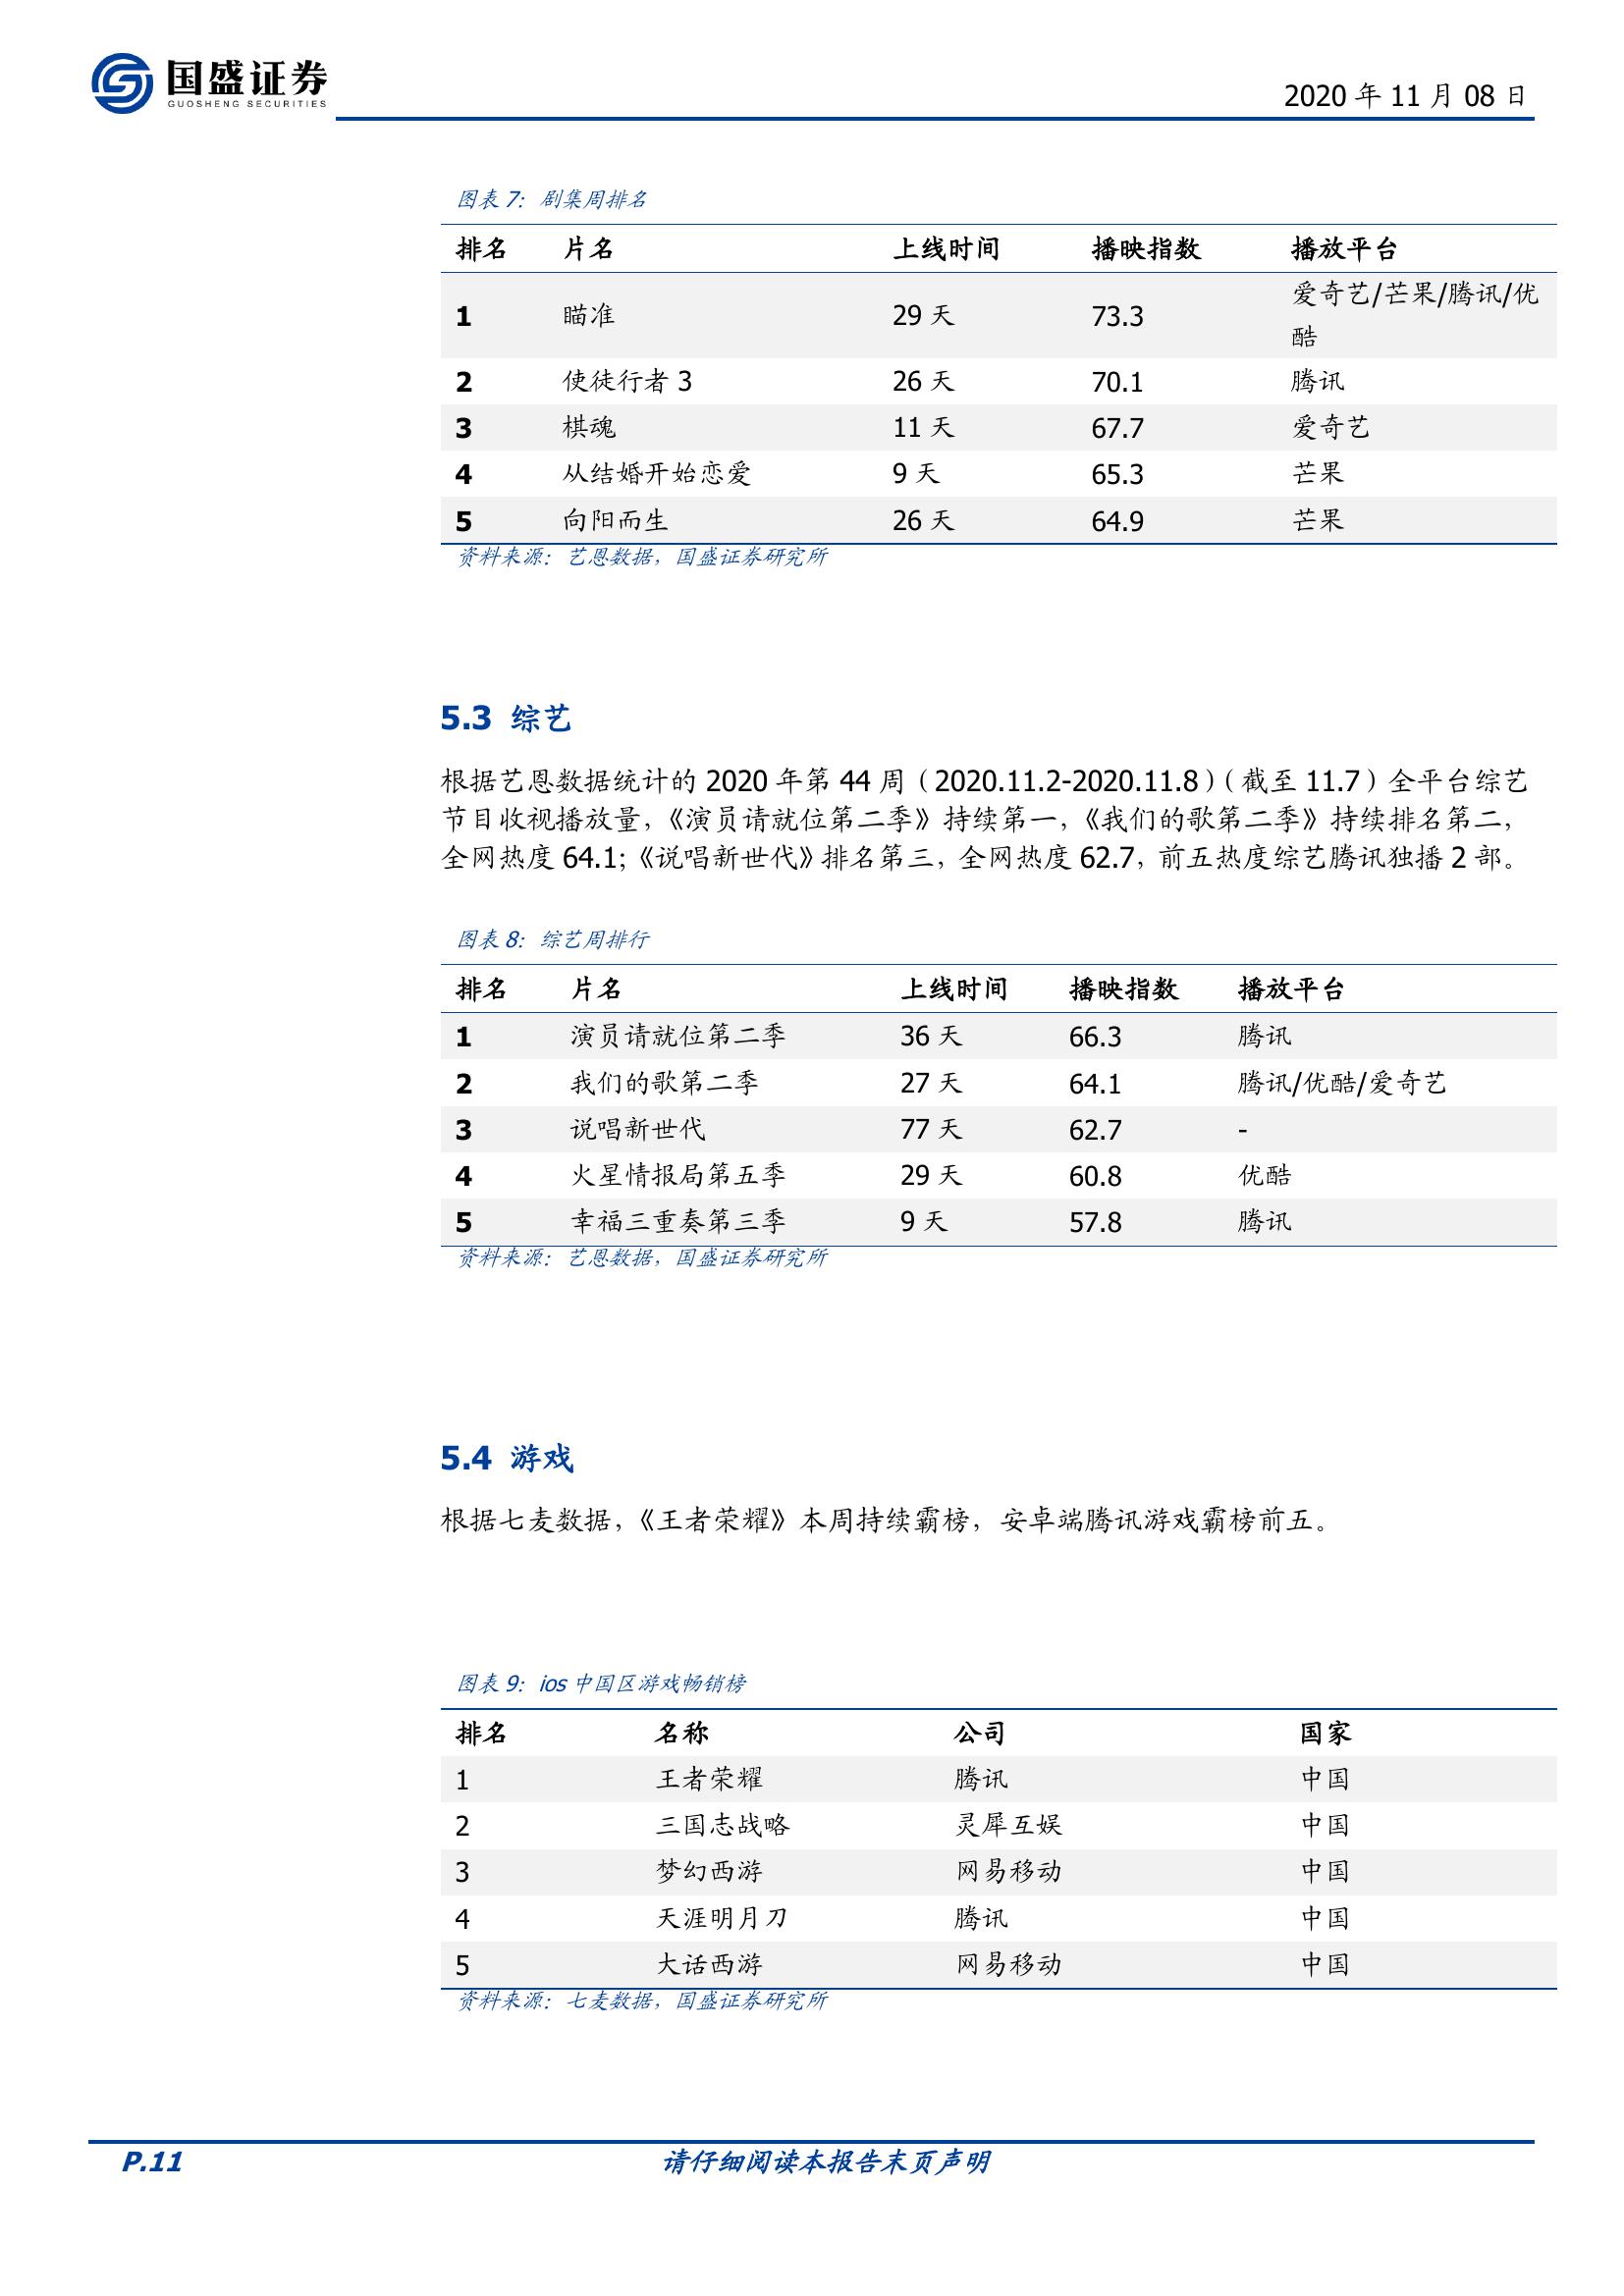 国盛证券
GUOSHENG SECURITIES
2020 年 11 月 08 日
图表 7：剧集周排名
排名 片名 上线时间 播映指数 播放平台
1 瞄准 29 天 73.3 爱奇艺/芒果/腾讯/优
酷
2 使徒行者 3 26 天 70.1 腾讯
3 棋魂 11 天 67.7 爱奇艺
4 从结婚开始恋爱 9 天 65.3 芒果
5 向阳而生 26 天 64.9 芒果
资料来源：艺恩数据，国盛证券研究所
5.3 综艺
根据艺恩数据统计的 2020 年第 44 周（2020.11.2-2020.11.8）（截至 11.7）全平台综艺
节目收视播放量，《演员请就位第二季》持续第一，《我们的歌第二季》持续排名第二，
全网热度 64.1；《说唱新世代》排名第三，全网热度 62.7，前五热度综艺腾讯独播 2 部。
图表 8：综艺周排行
排名 片名 上线时间 播映指数 播放平台
1 演员请就位第二季 36 天 66.3 腾讯
2 我们的歌第二季 27 天 64.1 腾讯/优酷/爱奇艺
3 说唱新世代 77 天 62.7 -
4 火星情报局第五季 29 天 60.8 优酷
5 幸福三重奏第三季 9 天 57.8 腾讯
资料来源：艺恩数据，国盛证券研究所
5.4 游戏
根据七麦数据，《王者荣耀》本周持续霸榜，安卓端腾讯游戏霸榜前五。
图表 9：ios 中国区游戏畅销榜
排名 名称 公司 国家
1 王者荣耀 腾讯 中国
2 三国志战略 灵犀互娱 中国
3 梦幻西游 网易移动 中国
4 天涯明月刀 腾讯 中国
5 大话西游 网易移动 中国
资料来源：七麦数据，国盛证券研究所
P.11 请仔细阅读本报告末页声明